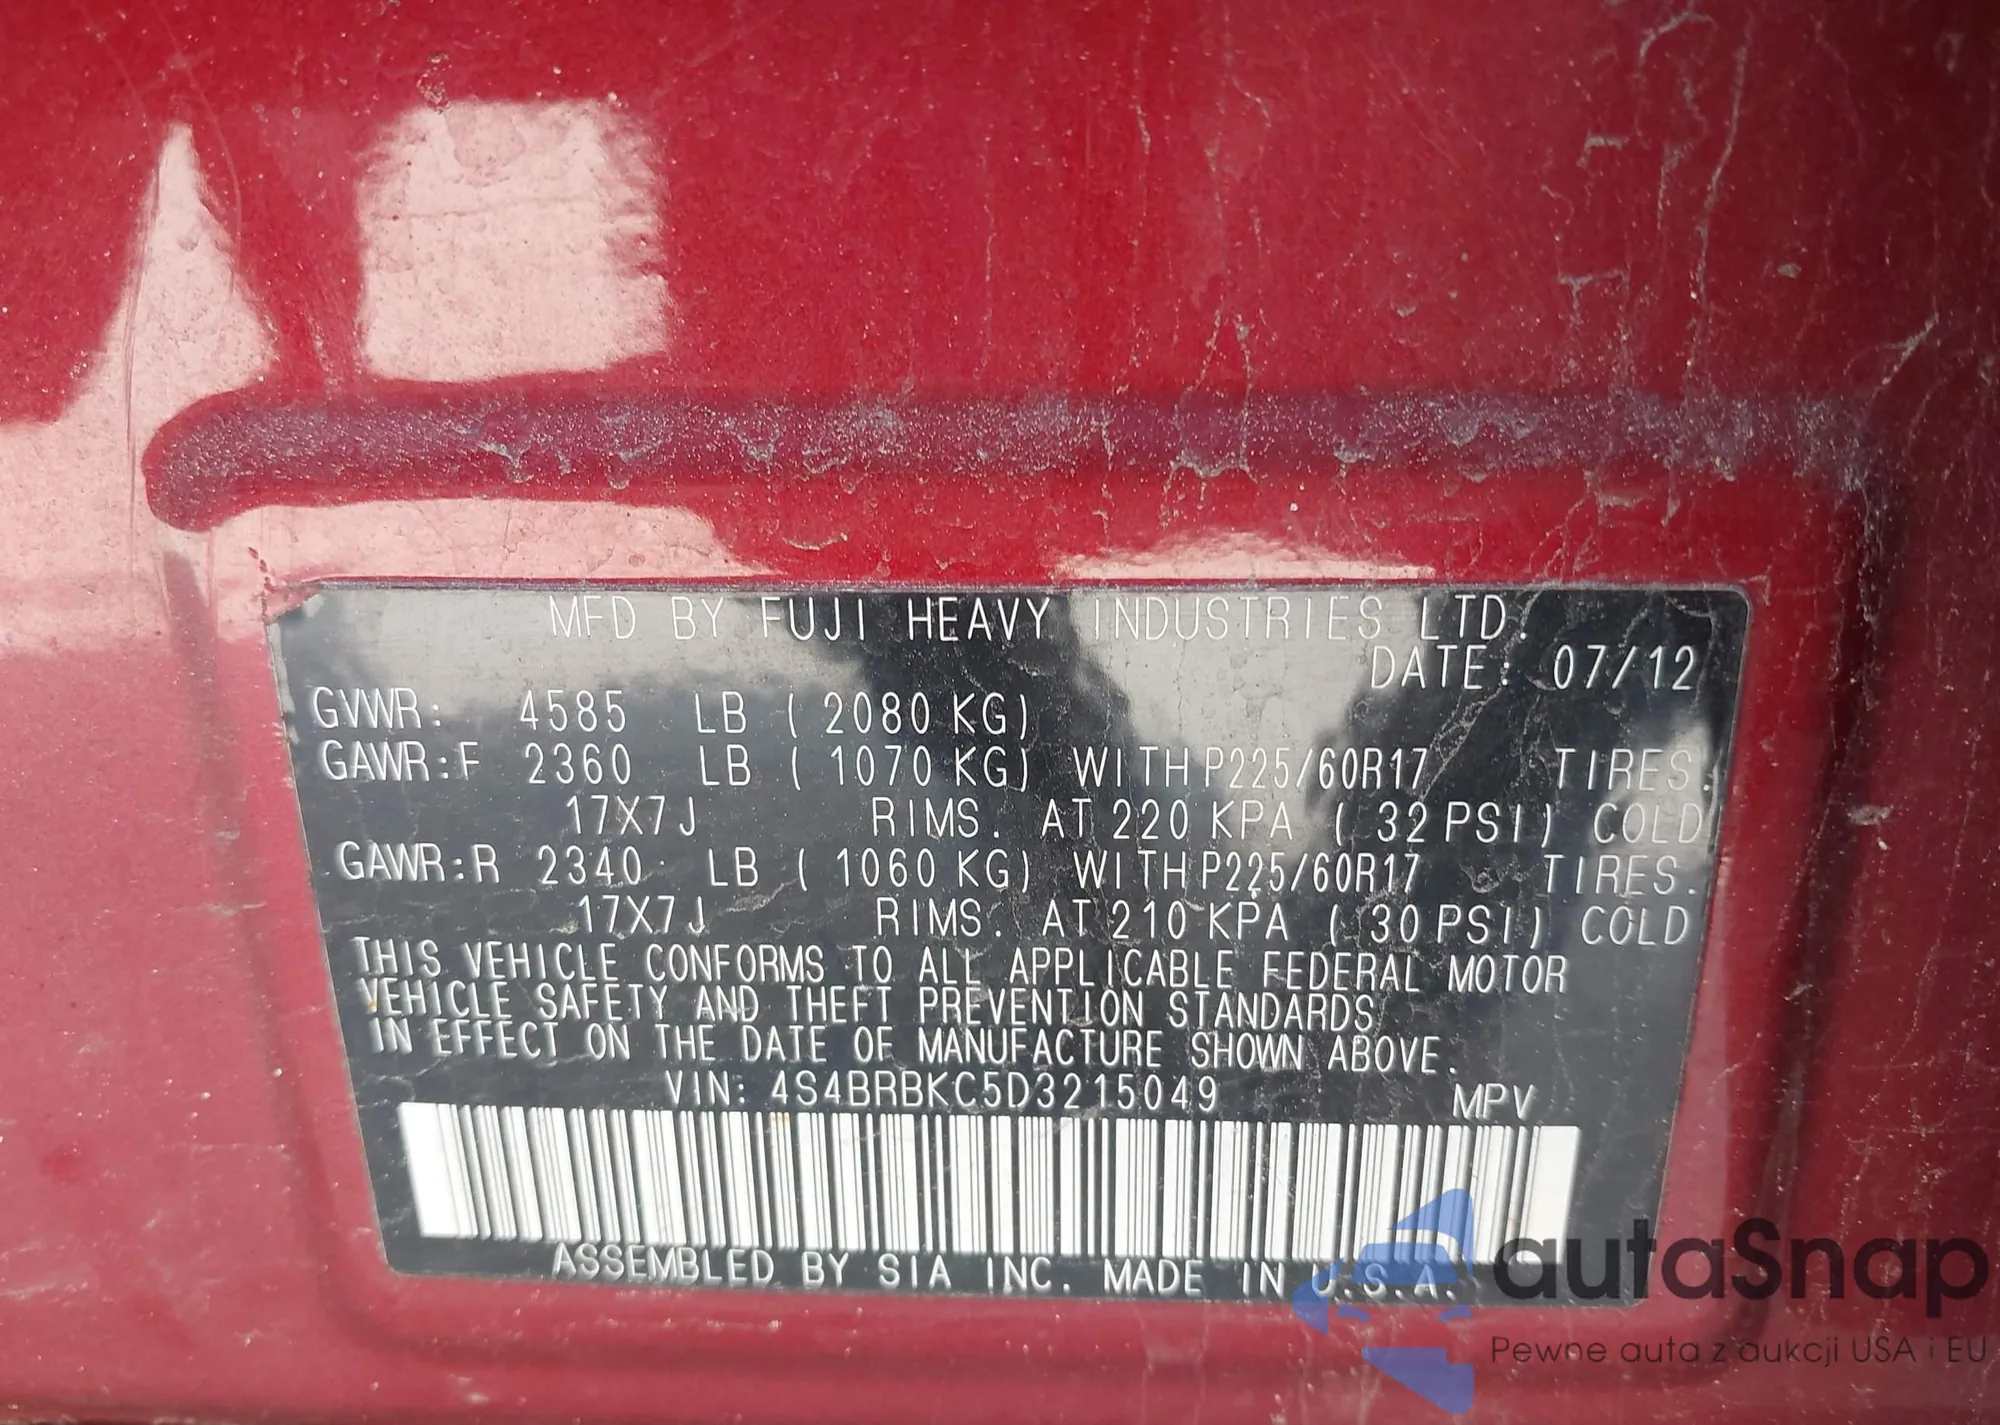 MFD BY FUJI HEAVY INDUSTRIES LTD.
DATE: 07/12
GVWR: 4585 LB ( 2080 KG)
GAWR:F 2360 LB ( 1070 KG) WITH P225/60R17 TIRES.
17X7J RIMS. AT 220 KPA ( 32 PSI) COLD
GAWR:R 2340 LB ( 1060 KG) WITH P225/60R17 TIRES.
17X7J RIMS. AT 210 KPA ( 30 PSI) COLD
THIS VEHICLE CONFORMS TO ALL APPLICABLE FEDERAL MOTOR
VEHICLE SAFETY AND THEFT PREVENTION STANDARDS
IN EFFECT ON THE DATE OF MANUFACTURE SHOWN ABOVE.
VIN: 4S4BRBKC5D3215049 MPV
ASSEMBLED BY SIA INC. MADE IN U.S.A.
autaSnap
Pewne auta z aukcji USA i EU